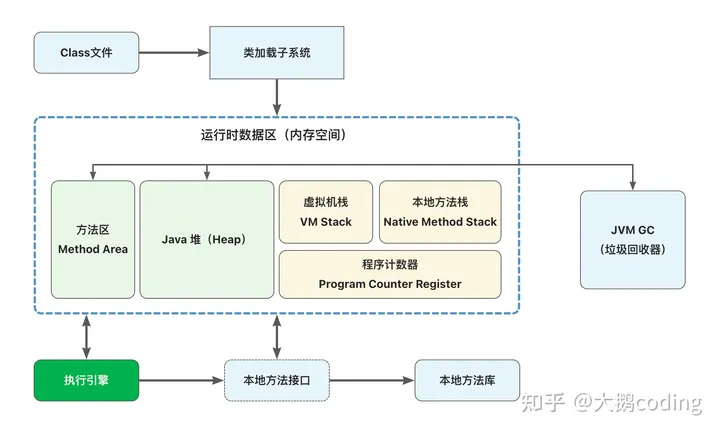 Class文件
类加载子系统
运行时数据区（内存空间）
方法区
Method Area
Java 堆（Heap）
虚拟机栈
VM Stack
本地方法栈
Native Method Stack
程序计数器
Program Counter Register
JVM GC
（垃圾回收器）
执行引擎
本地方法接口
本地方法库
知乎 @大鹅coding